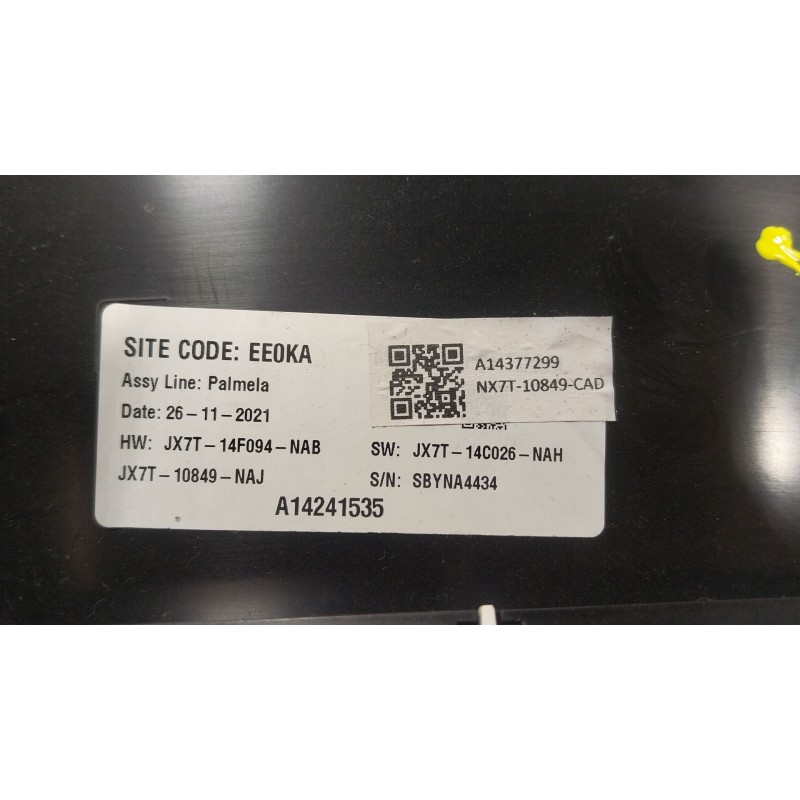 SITE CODE: EE0KA
Assy Line: Palmela
Date: 26-11-2021
HW: JX7T-14F094-NAB
SW: JX7T-14C026-NAH
JX7T-10849-NAJ
S/N: SBYNA4434
A14241535
A14377299
NX7T-10849-CAD